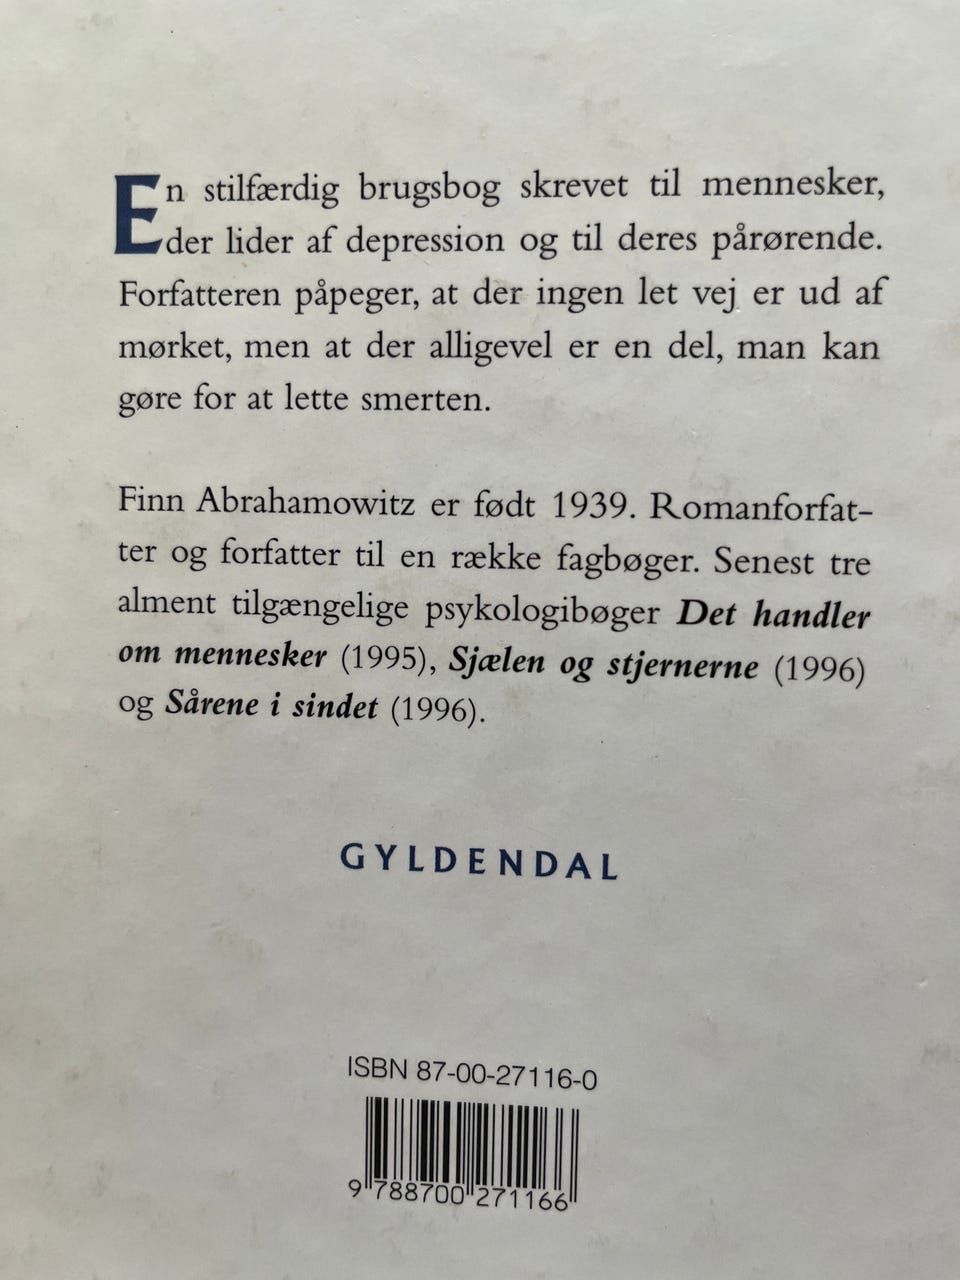 En stilfærdig brugsbog skrevet til mennesker,
der lider af depression og til deres pårørende.
Forfatteren påpeger, at der ingen let vej er ud af
mørket, men at der alligevel er en del, man kan
gøre for at lette smerten.
Finn Abrahamowitz er født 1939. Romanforfat-
ter og forfatter til en række fagbøger. Senest tre
alment tilgængelige psykologibøger Det handler
om mennesker (1995), Sjælen og stjernerne (1996)
og Sårene i sindet (1996).
GYLDENDAL
ISBN 87-00-27116-0
9 788700 271166